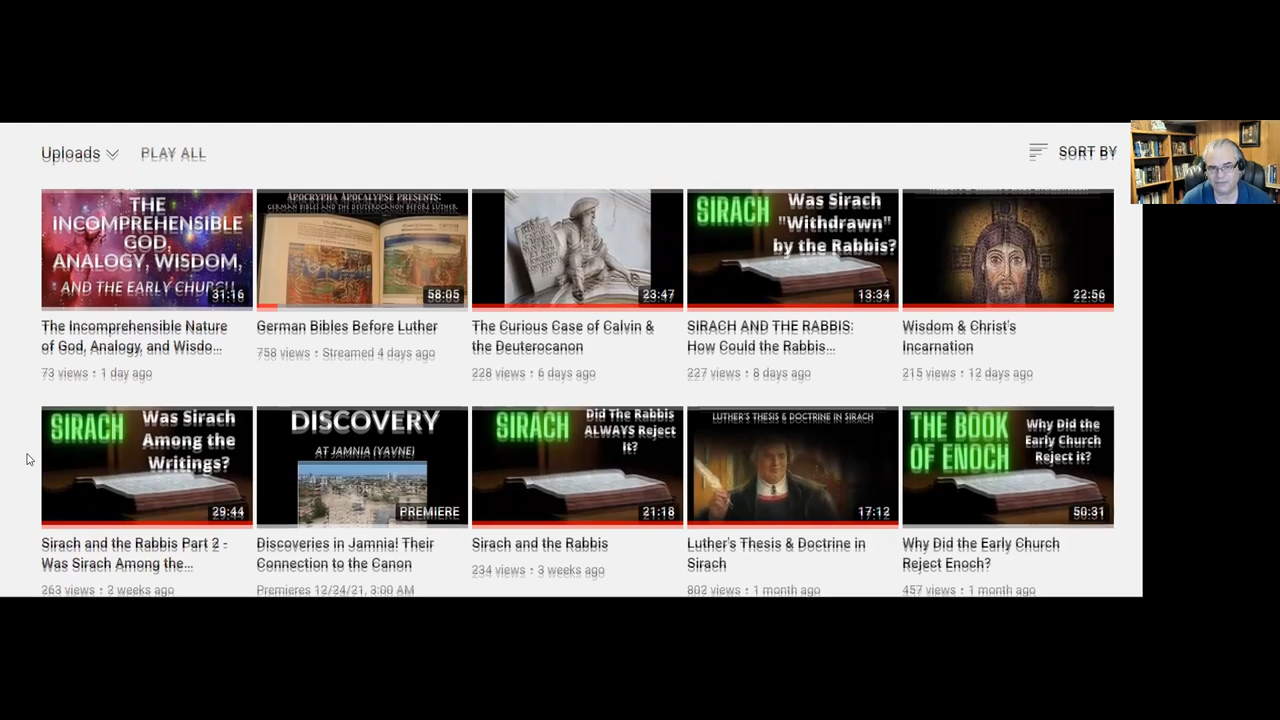 Uploads PLAY ALL SORT BY
THE
INCOMPREHENSIBLE
GOD,
ANALOGY, WISDOM,
AND THE EARLY CHURCH
31:16
APOCRYPHA APOCALYPSE PRESENTS:
GERMAN BIBLES AND THE DEUTEROCANON BEFORE LUTHER
58:05
23:47
SIRACH
Was Sirach
"Withdrawn"
by the Rabbis?
13:34
22:56
The Incomprehensible Nature
of God, Analogy, and Wisdo...
73 views • 1 day ago
German Bibles Before Luther
758 views • Streamed 4 days ago
The Curious Case of Calvin &
the Deuterocanon
228 views • 6 days ago
SIRACH AND THE RABBIS:
How Could the Rabbis...
227 views • 8 days ago
Wisdom & Christ's
Incarnation
215 views • 12 days ago
SIRACH
Was Sirach
Among the
Writings?
29:44
DISCOVERY
AT JAMNIA (YAVNE)
PREMIERE
SIRACH
Did The Rabbis
ALWAYS Reject
it?
21:18
LUTHER'S THESIS & DOCTRINE IN SIRACH
17:12
THE BOOK
OF ENOCH
Why Did the
Early Church
Reject it?
50:31
Sirach and the Rabbis Part 2 -
Was Sirach Among the...
263 views • 2 weeks ago
Discoveries in Jamnia! Their
Connection to the Canon
Premieres 12/24/21, 3:00 AM
Sirach and the Rabbis
234 views • 3 weeks ago
Luther's Thesis & Doctrine in
Sirach
802 views • 1 month ago
Why Did the Early Church
Reject Enoch?
457 views • 1 month ago